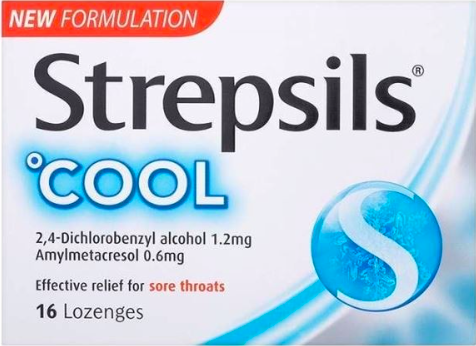 NEW FORMULATION
Strepsils®
°COOL
2,4-Dichlorobenzyl alcohol 1.2mg
Amylmetacresol 0.6mg
Effective relief for sore throats
16 Lozenges
S